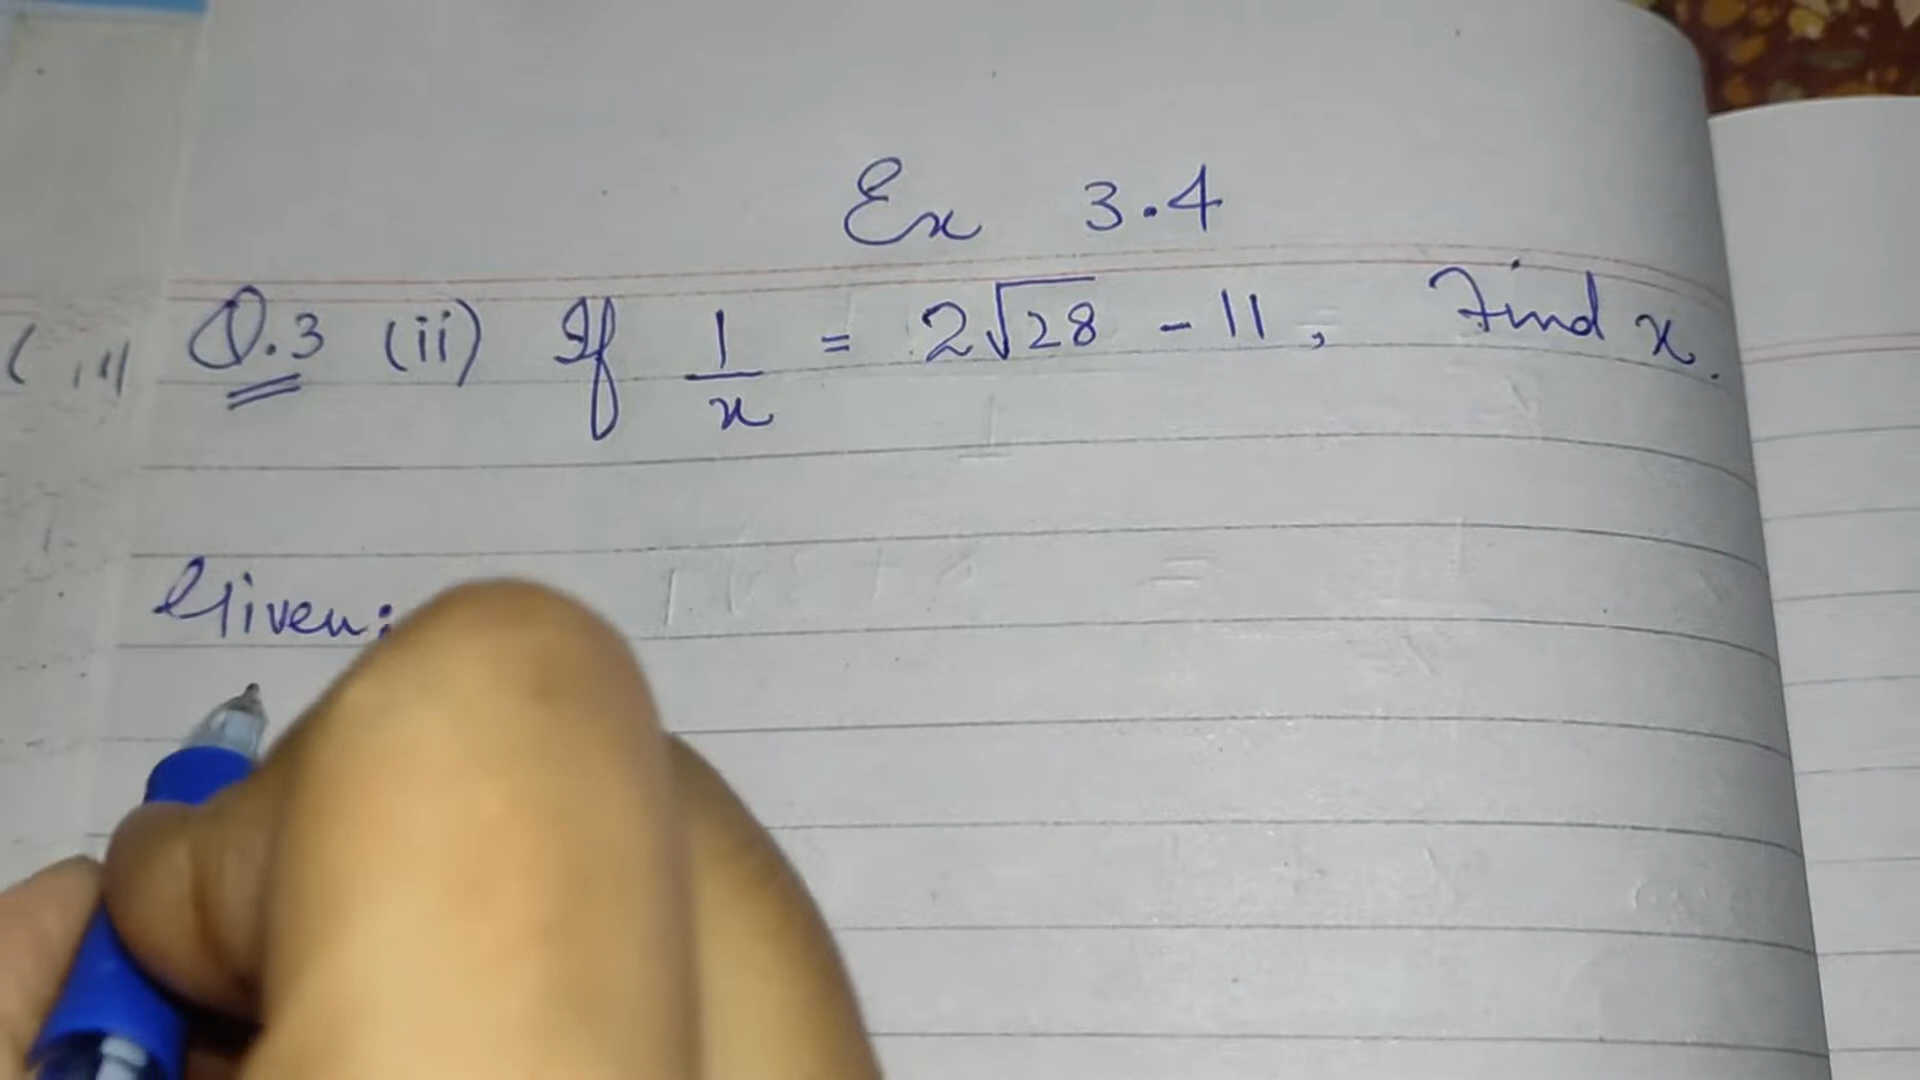 Ex 3.4
Q.3 (ii) If 1/x = 2√28 - 11, Find x.
Given: